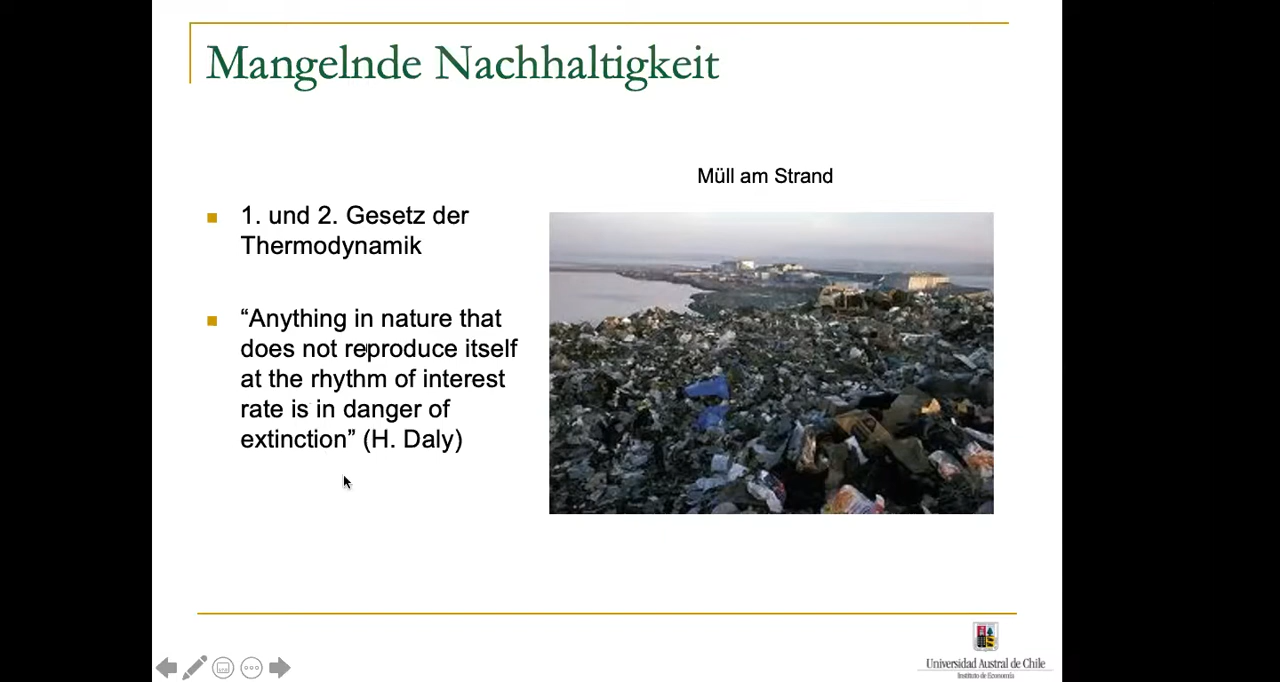 Mangelnde Nachhaltigkeit
Müll am Strand
1. und 2. Gesetz der
Thermodynamik
“Anything in nature that
does not reproduce itself
at the rhythm of interest
rate is in danger of
extinction” (H. Daly)
Universidad Austral de Chile
Instituto de Economía